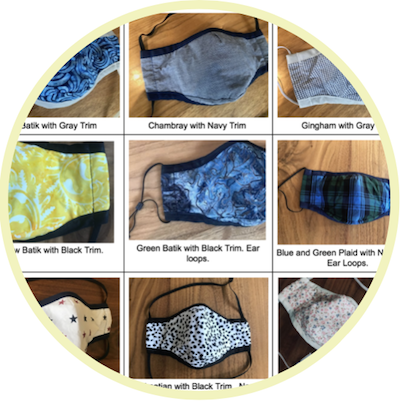 Batik with Gray Trim
Chambray with Navy Trim
Gingham with Gray
Batik with Black Trim.
Green Batik with Black Trim. Ear
loops.
Blue and Green Plaid with N
Ear Loops.
with Black Trim.